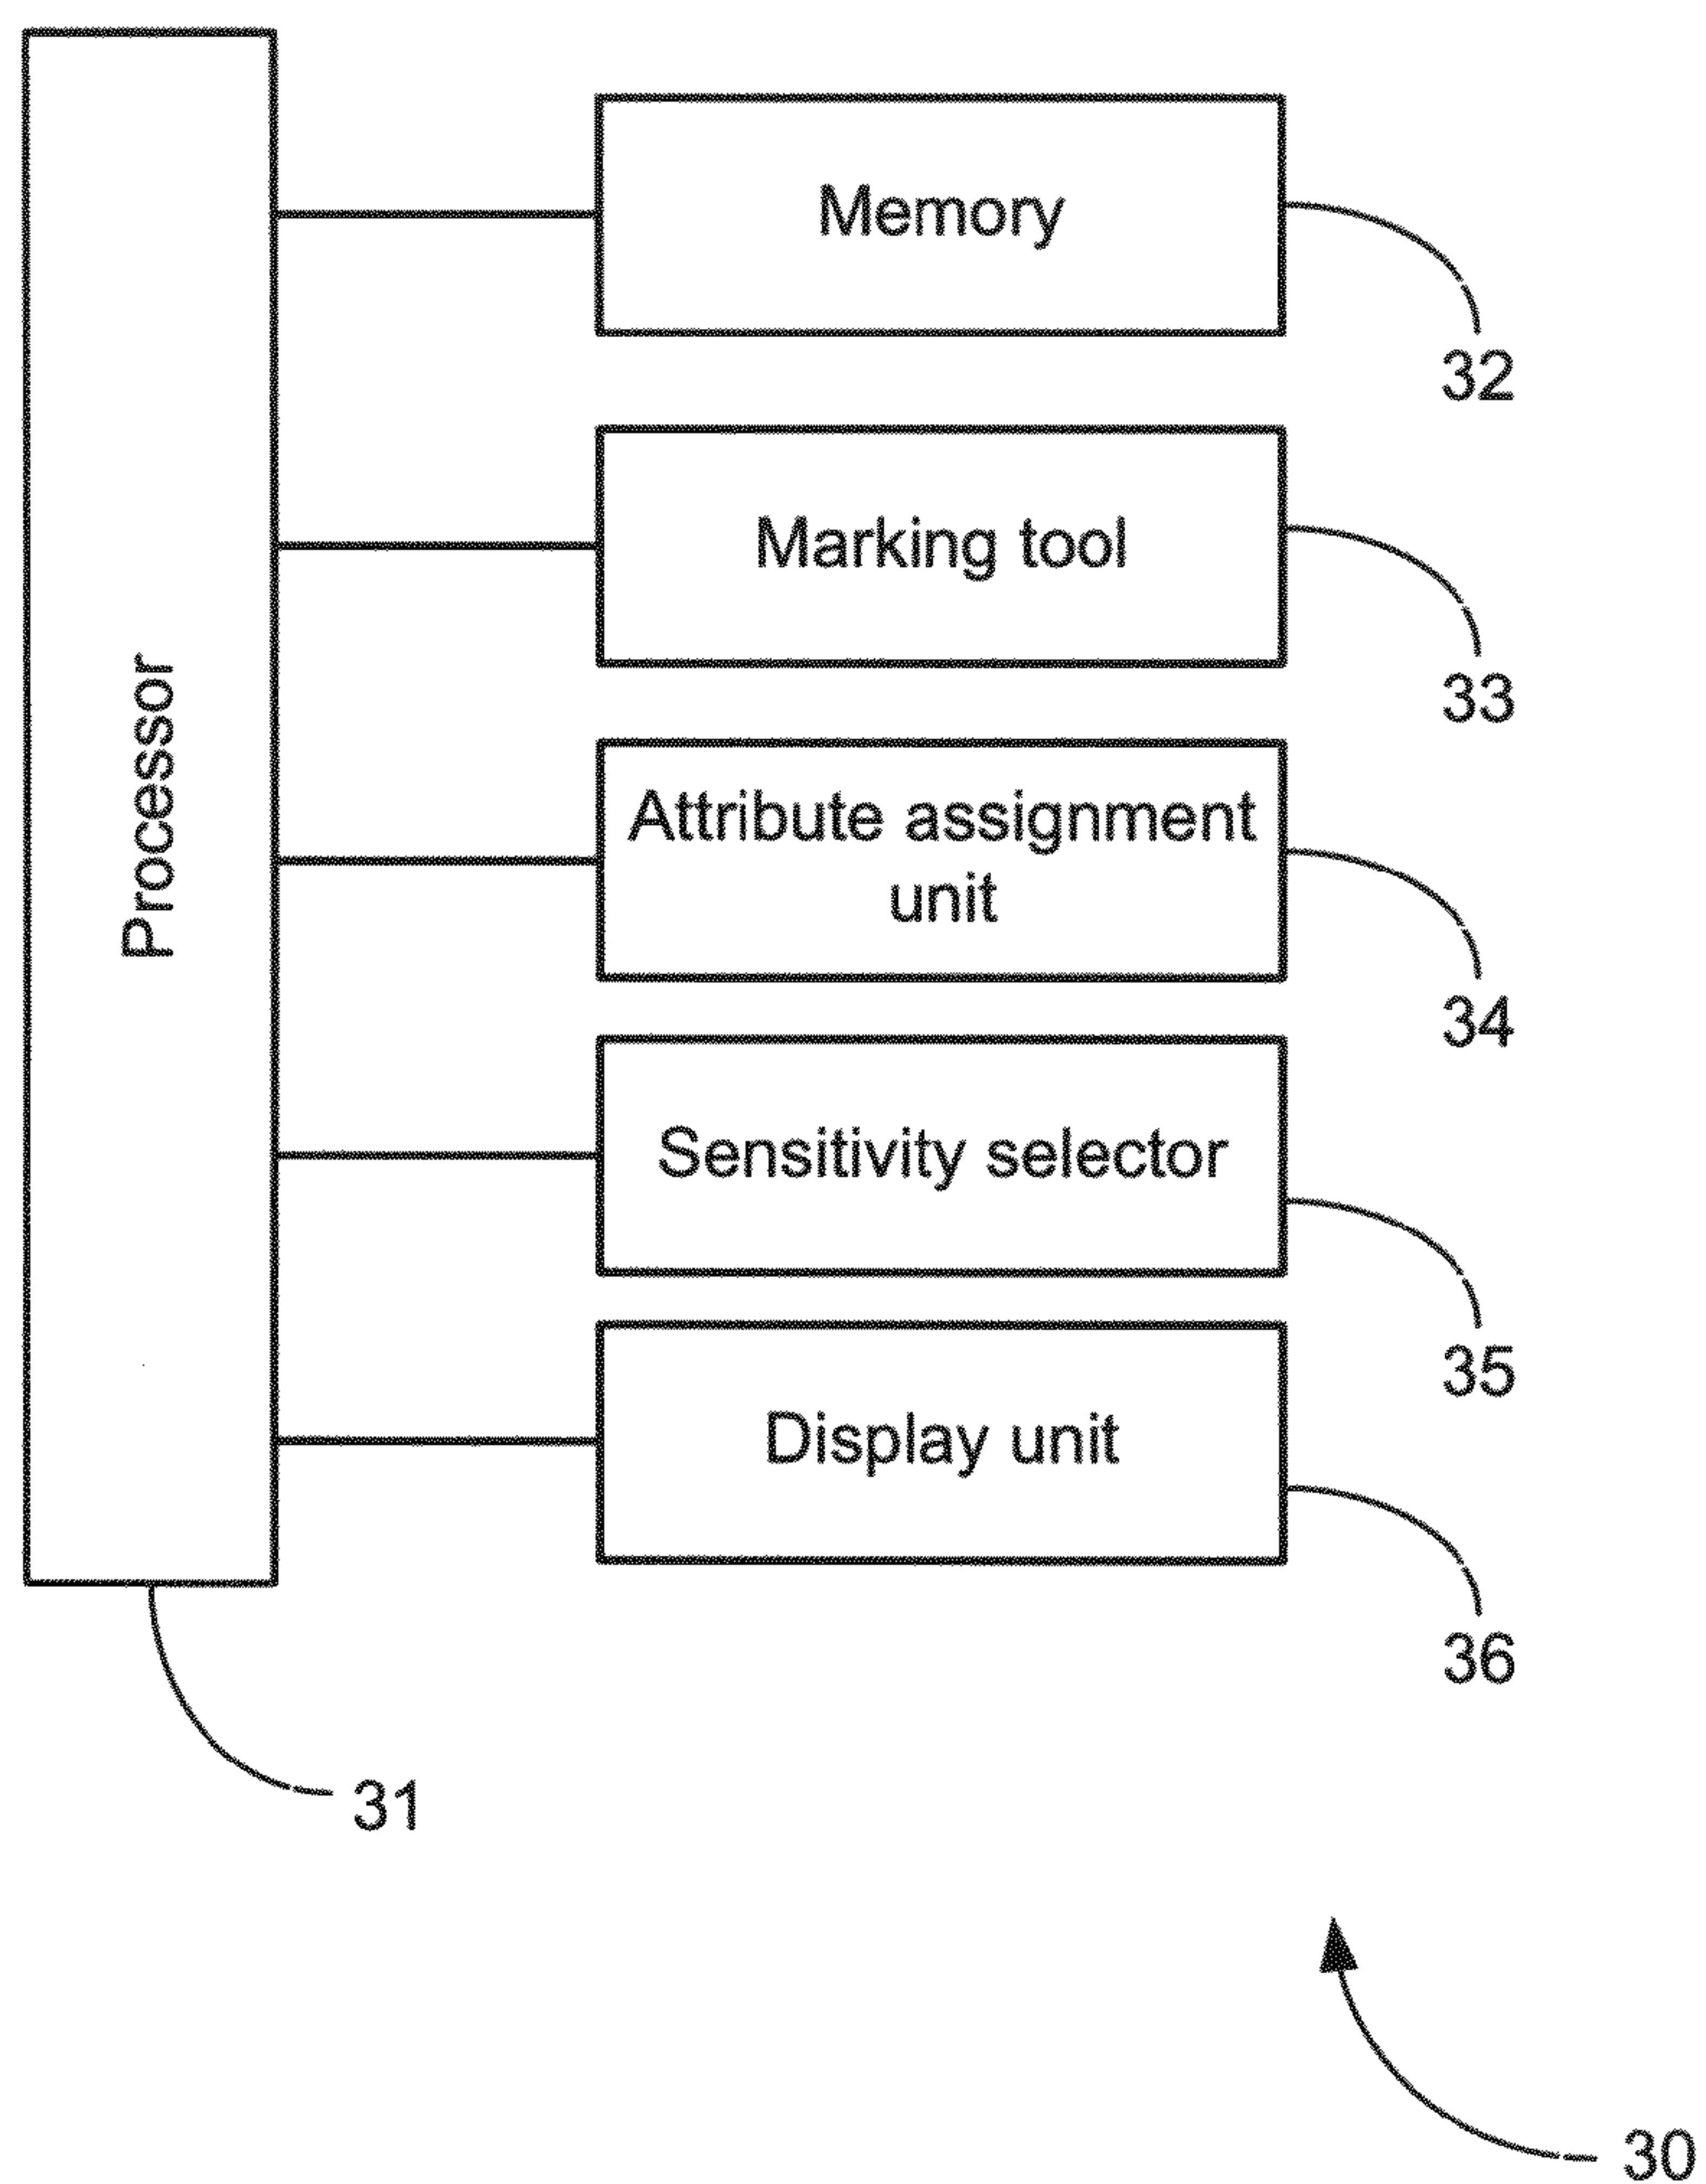 Processor
Memory
32
Marking tool
33
Attribute assignment
unit
34
Sensitivity selector
35
Display unit
36
31
30